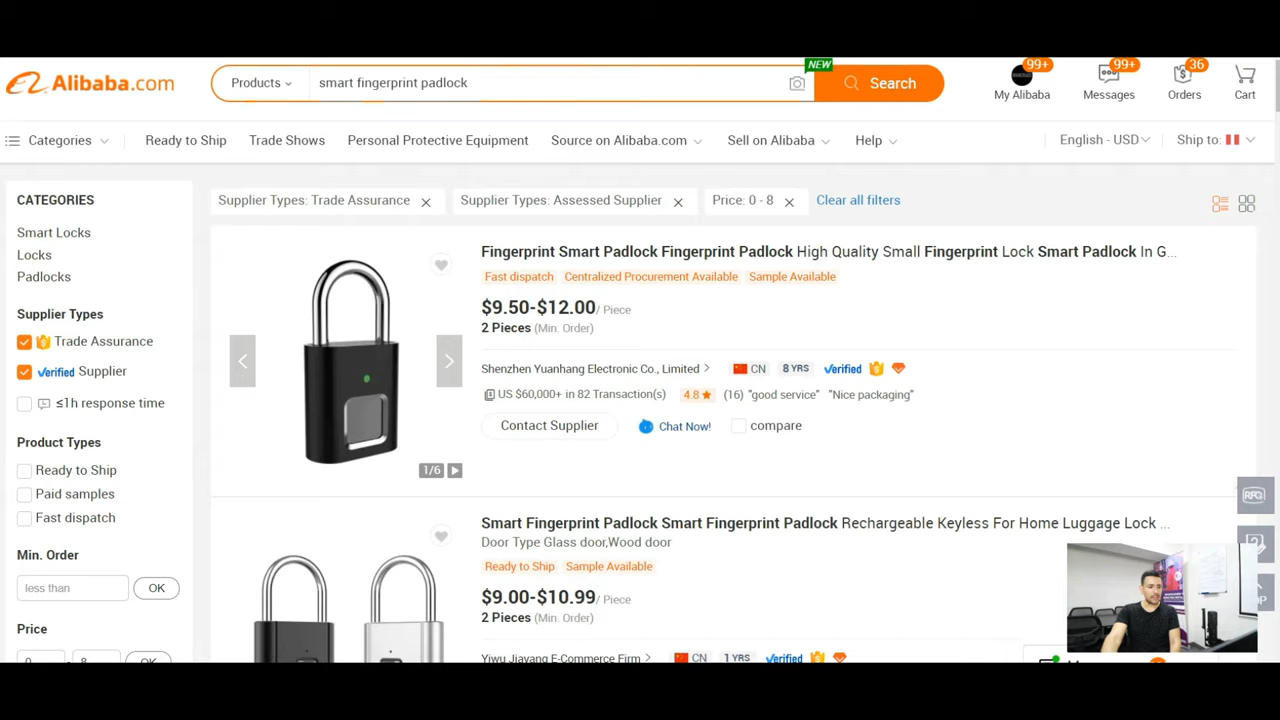 Alibaba.com
Products
smart fingerprint padlock
NEW
Search
99+
My Alibaba
99+
Messages
36
Orders
Cart
Categories
Ready to Ship
Trade Shows
Personal Protective Equipment
Source on Alibaba.com
Sell on Alibaba
Help
English - USD
Ship to:
CATEGORIES
Smart Locks
Locks
Padlocks
Supplier Types
Trade Assurance
Verified Supplier
≤1h response time
Product Types
Ready to Ship
Paid samples
Fast dispatch
Min. Order
less than
OK
Price
0 - 8 OK
Supplier Types: Trade Assurance
Supplier Types: Assessed Supplier
Price: 0 - 8
Clear all filters
Fingerprint Smart Padlock Fingerprint Padlock High Quality Small Fingerprint Lock Smart Padlock In G...
Fast dispatch Centralized Procurement Available Sample Available
$9.50-$12.00/ Piece
2 Pieces (Min. Order)
Shenzhen Yuanhang Electronic Co., Limited CN 8 YRS Verified
US $60,000+ in 82 Transaction(s) 4.8 (16) "good service" "Nice packaging"
Contact Supplier Chat Now! compare
1/6
Smart Fingerprint Padlock Smart Fingerprint Padlock Rechargeable Keyless For Home Luggage Lock ...
Door Type Glass door,Wood door
Ready to Ship Sample Available
$9.00-$10.99/ Piece
2 Pieces (Min. Order)
Yiwu Jiayang E-Commerce Firm CN 1 YRS Verified
RFQ